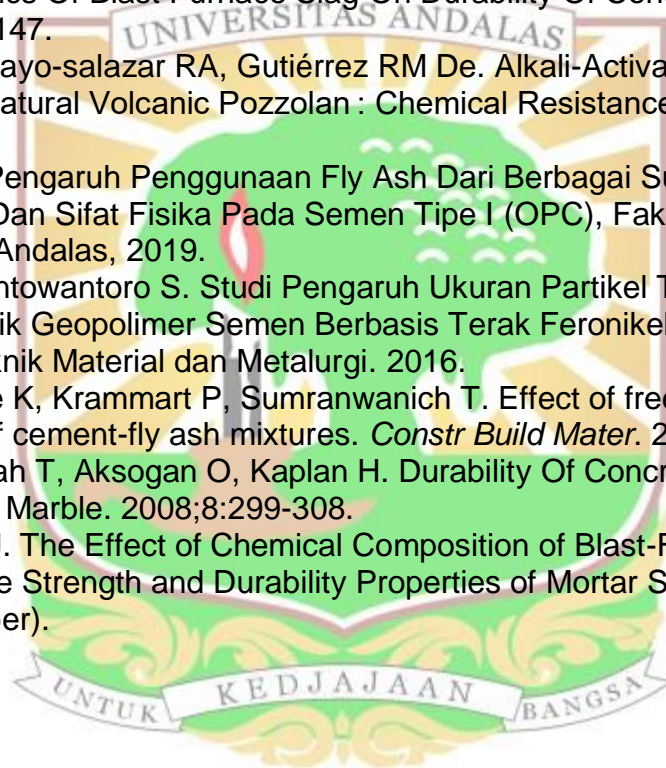 Of Blast Furnace Slag On Durability Of
UNIVERSITAS ANDALAS
147.
ayo-salazar RA, Gutiérrez RM De. Alkali-Activa
atural Volcanic Pozzolan : Chemical Resistance
Pengaruh Penggunaan Fly Ash Dari Berbagai Su
Dan Sifat Fisika Pada Semen Tipe I (OPC), Fak
Andalas, 2019.
ntowantoro S. Studi Pengaruh Ukuran Partikel T
ik Geopolimer Semen Berbasis Terak Feronikel
knik Material dan Metalurgi. 2016.
e K, Krammart P, Sumranwanich T. Effect of free
f cement-fly ash mixtures. Constr Build Mater. 2
ah T, Aksogan O, Kaplan H. Durability Of Concr
Marble. 2008;8:299-308.
. The Effect of Chemical Composition of Blast-F
e Strength and Durability Properties of Mortar S
er).
UNTUK KEDJAJAAN BANGSA